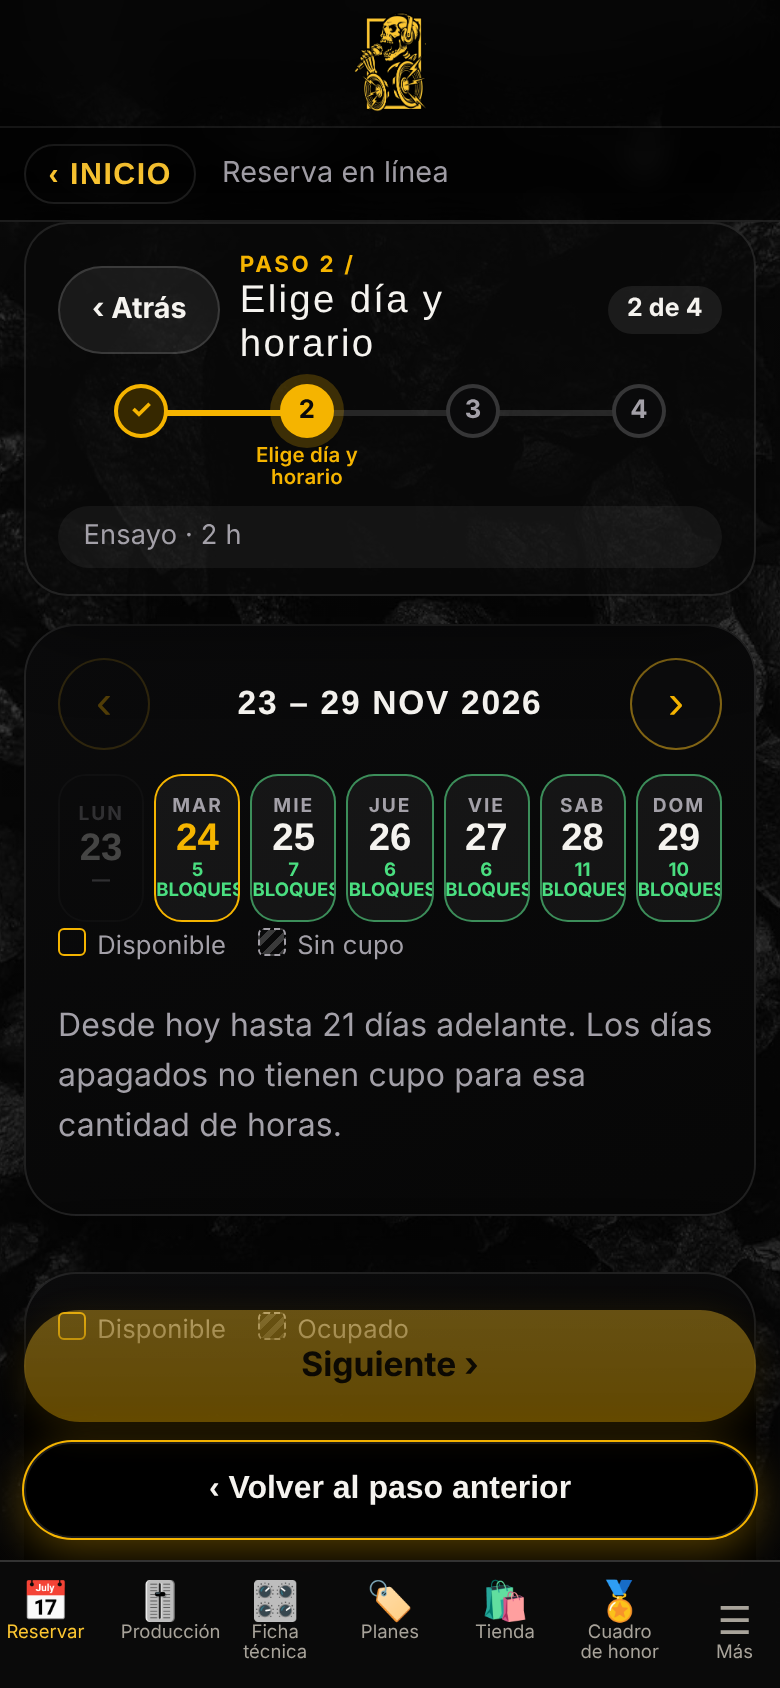 ‹ INICIO
Reserva en línea
‹ Atrás
PASO 2 /
Elige día y
horario
2 de 4
2
3
4
Elige día y
horario
Ensayo · 2 h
‹
23 – 29 NOV 2026
›
LUN
23
—
MAR
24
5
BLOQUES
MIE
25
7
BLOQUES
JUE
26
6
BLOQUES
VIE
27
6
BLOQUES
SAB
28
11
BLOQUES
DOM
29
10
BLOQUES
Disponible
Sin cupo
Desde hoy hasta 21 días adelante. Los días
apagados no tienen cupo para esa
cantidad de horas.
Disponible
Ocupado
Siguiente ›
‹ Volver al paso anterior
July
17
Reservar
Producción
Ficha
técnica
Planes
Tienda
Cuadro
de honor
Más